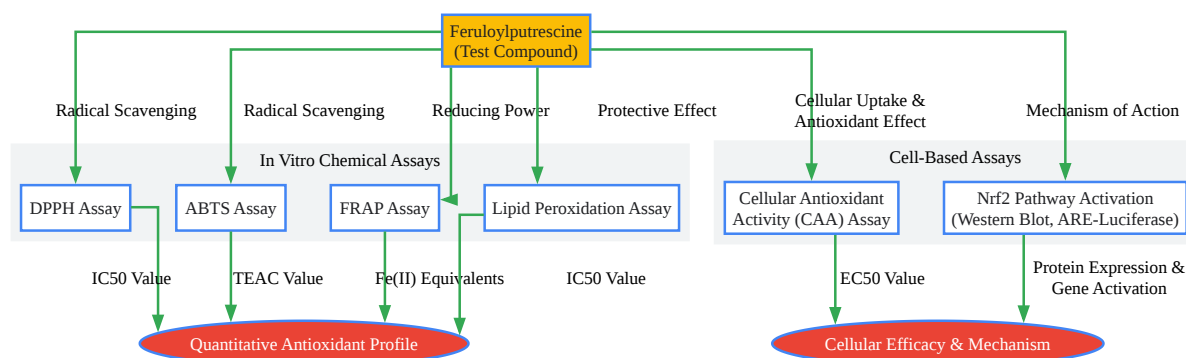 Feruloylputrescine
(Test Compound)
Radical Scavenging
Radical Scavenging
Reducing Power
Protective Effect
Cellular Uptake &
Antioxidant Effect
Mechanism of Action
In Vitro Chemical Assays
Cell-Based Assays
DPPH Assay
ABTS Assay
FRAP Assay
Lipid Peroxidation Assay
Cellular Antioxidant
Activity (CAA) Assay
Nrf2 Pathway Activation
(Western Blot, ARE-Luciferase)
IC50 Value
TEAC Value
Fe(II) Equivalents
IC50 Value
EC50 Value
Protein Expression &
Gene Activation
Quantitative Antioxidant Profile
Cellular Efficacy & Mechanism